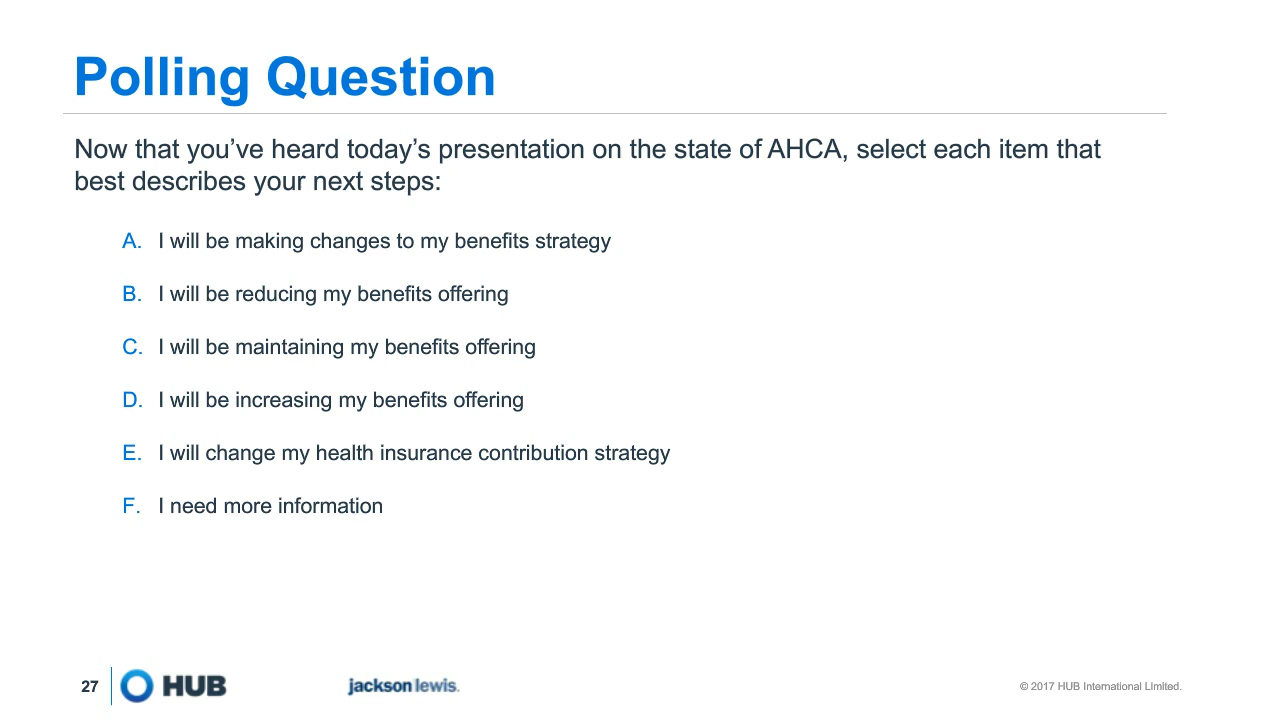 Polling Question
Now that you’ve heard today’s presentation on the state of AHCA, select each item that
best describes your next steps:
A. I will be making changes to my benefits strategy
B. I will be reducing my benefits offering
C. I will be maintaining my benefits offering
D. I will be increasing my benefits offering
E. I will change my health insurance contribution strategy
F. I need more information
27 HUB jackson lewis. © 2017 HUB International Limited.